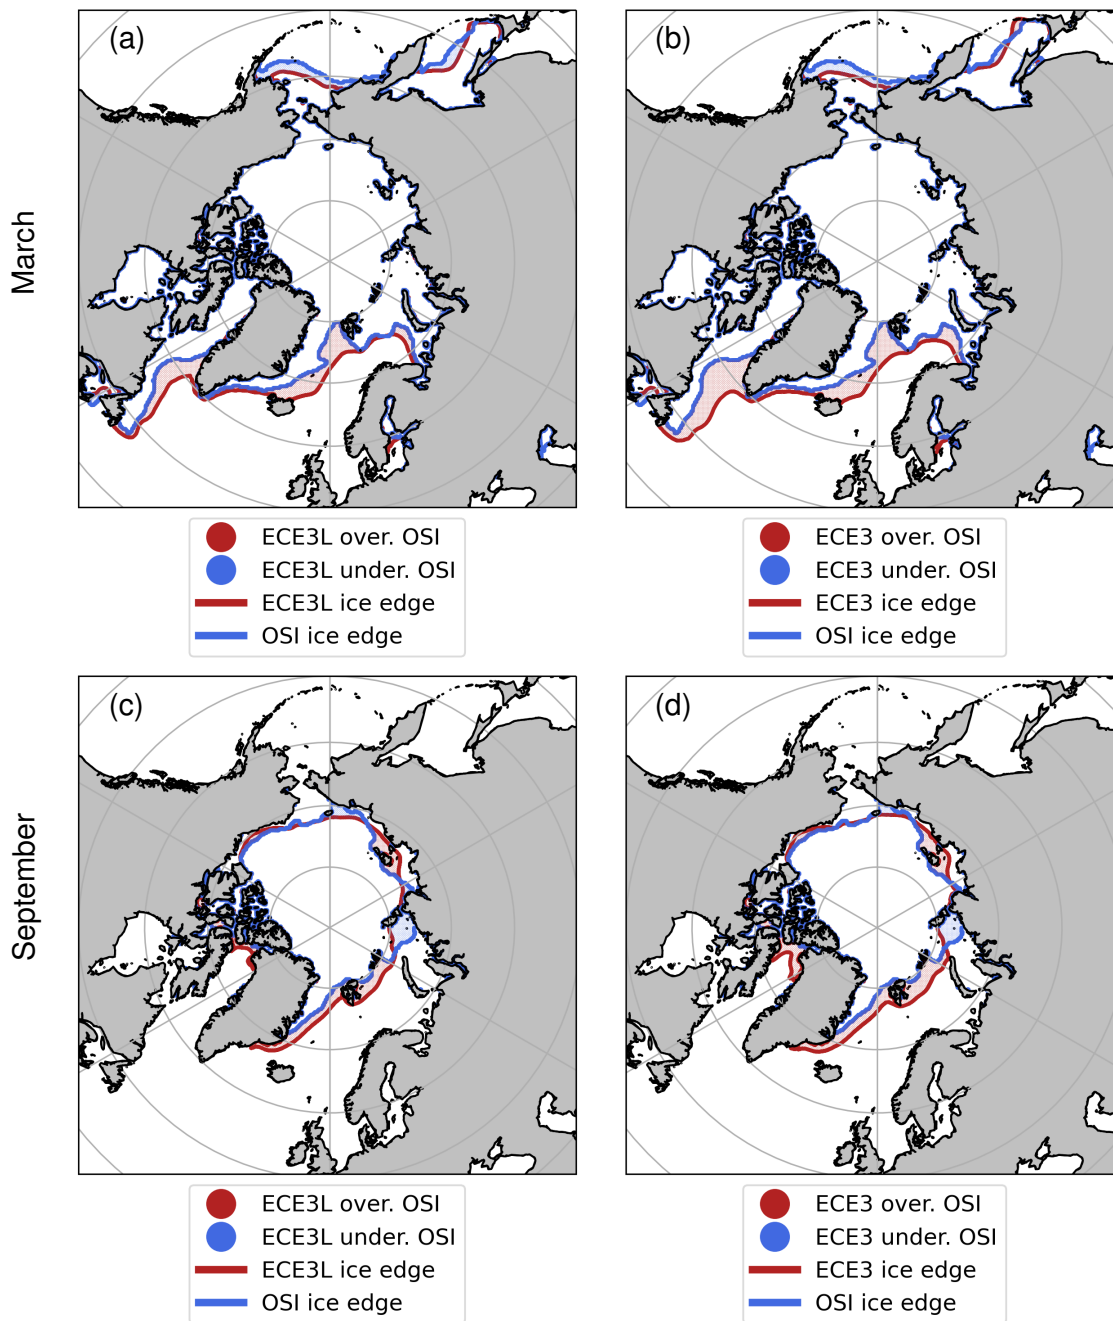 (a)
(b)
March
ECE3L over. OSI
ECE3L under. OSI
ECE3L ice edge
OSI ice edge
ECE3 over. OSI
ECE3 under. OSI
ECE3 ice edge
OSI ice edge
(c)
(d)
September
ECE3L over. OSI
ECE3L under. OSI
ECE3L ice edge
OSI ice edge
ECE3 over. OSI
ECE3 under. OSI
ECE3 ice edge
OSI ice edge